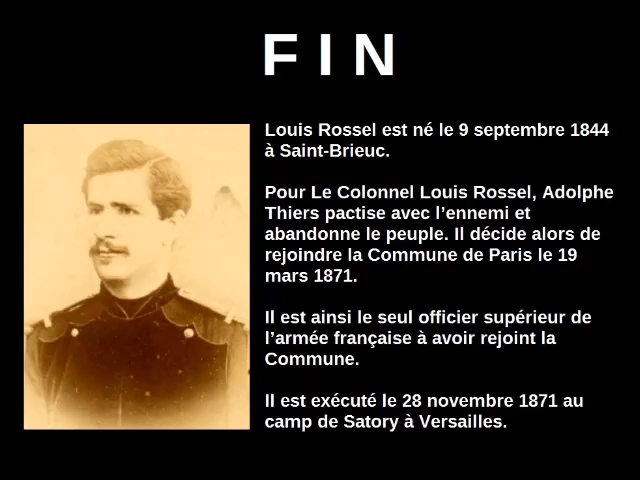 F I N
Louis Rossel est né le 9 septembre 1844
à Saint-Brieuc.
Pour Le Colonnel Louis Rossel, Adolphe
Thiers pactise avec l’ennemi et
abandonne le peuple. Il décide alors de
rejoindre la Commune de Paris le 19
mars 1871.
Il est ainsi le seul officier supérieur de
l’armée française à avoir rejoint la
Commune.
Il est exécuté le 28 novembre 1871 au
camp de Satory à Versailles.